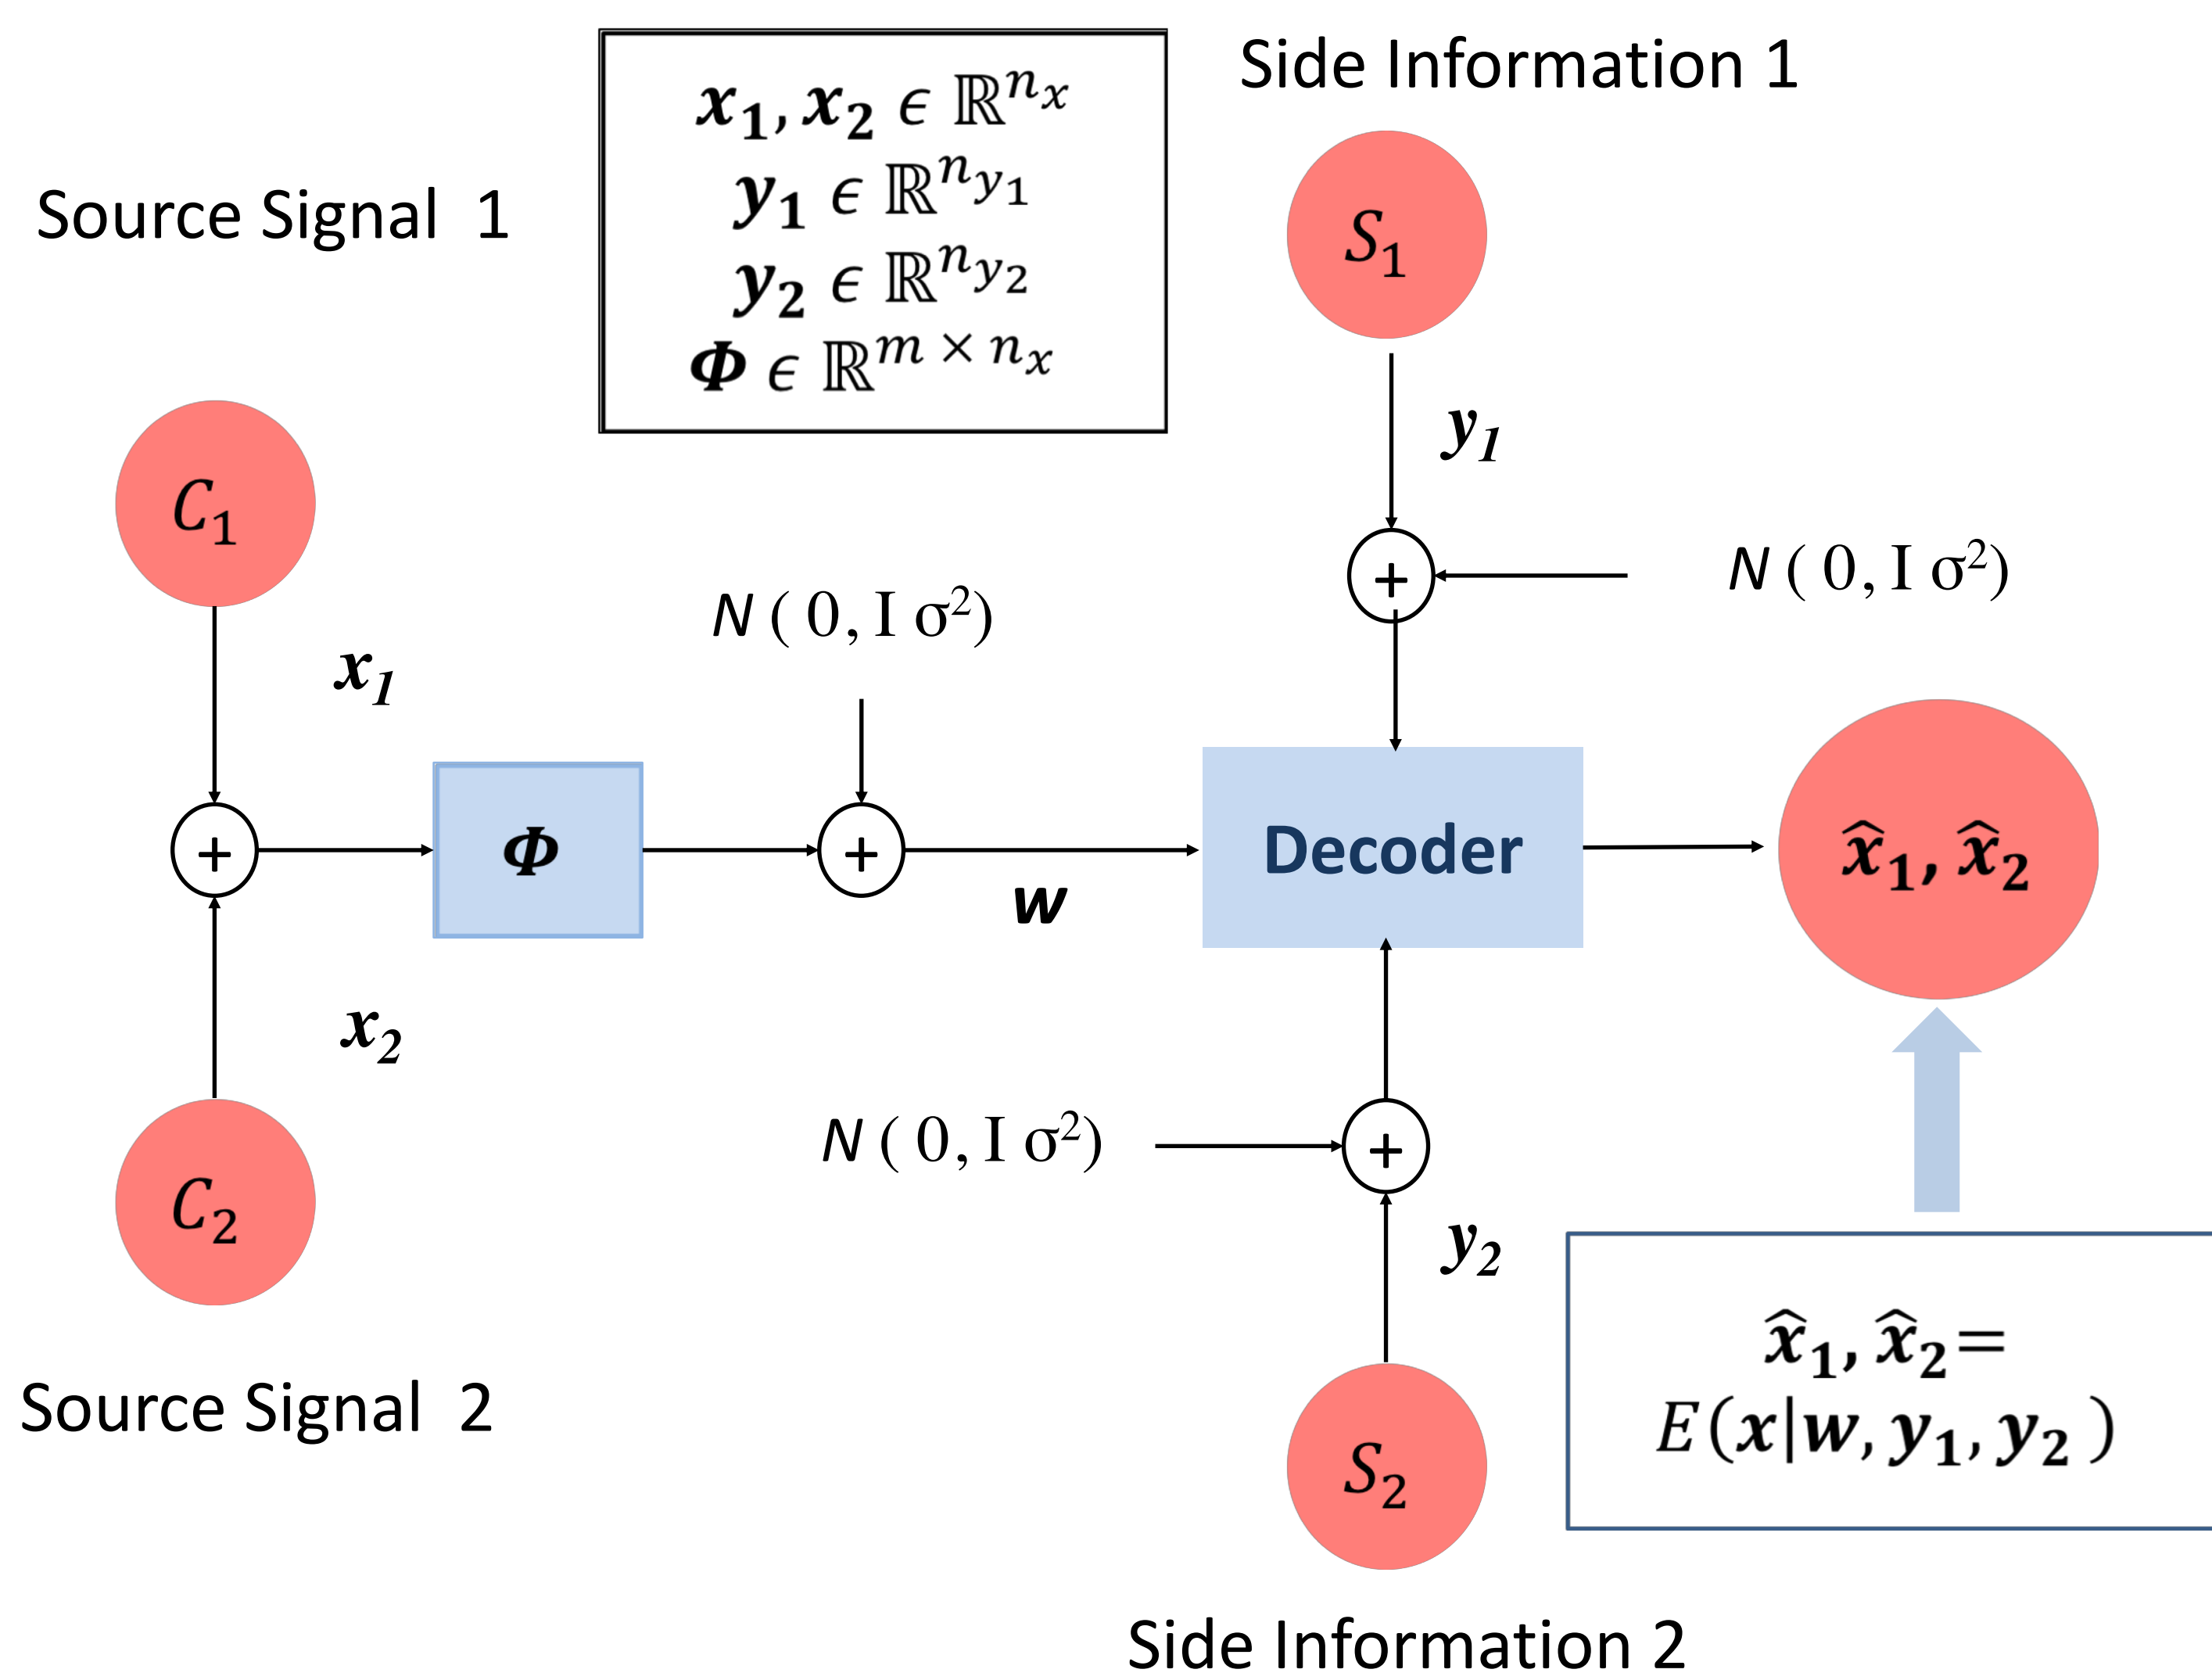 Side Information 1
x₁, x₂ ϵ ℝ^{n_x}
y₁ ϵ ℝ^{n_{y_1}}
y₂ ϵ ℝ^{n_{y_2}}
Φ ϵ ℝ^{m × n_x}
Source Signal 1
S₁
y₁
C₁
N ( 0, I σ²)
N ( 0, I σ²)
x₁
+
+
Φ
+
Decoder
x̂₁, x̂₂
w
x₂
N ( 0, I σ²)
+
C₂
y₂
x̂₁, x̂₂=
E(x|w, y₁, y₂ )
Source Signal 2
S₂
Side Information 2